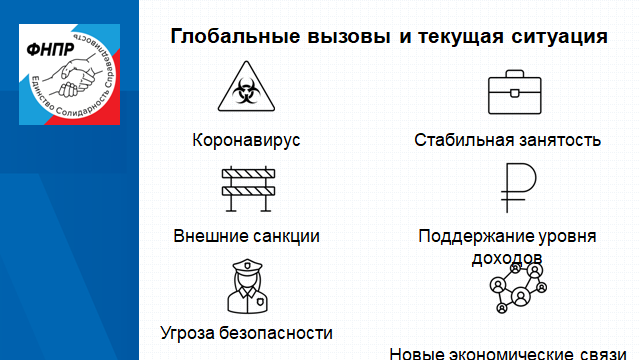 ФНПР
Единство Солидарность Справедливость
Глобальные вызовы и текущая ситуация
Коронавирус
Стабильная занятость
Внешние санкции
Поддержание уровня
доходов
Угроза безопасности
Новые экономические связи